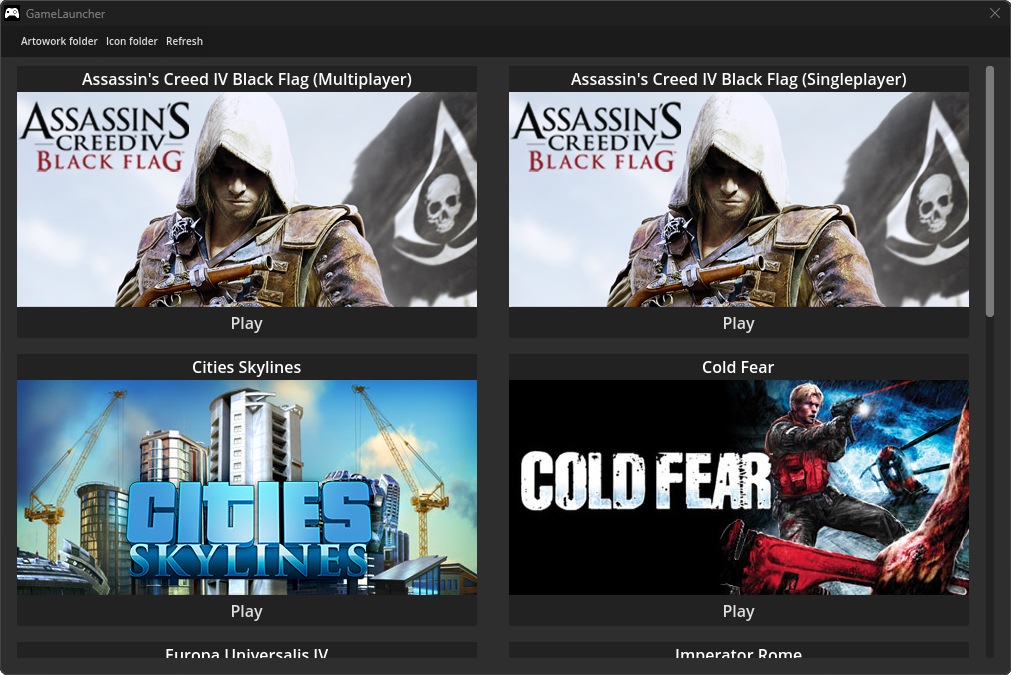 GameLauncher
Artowork folder Icon folder Refresh
Assassin's Creed IV Black Flag (Multiplayer)
ASSASSIN'S
CREED IV
BLACK FLAG
Play
Assassin's Creed IV Black Flag (Singleplayer)
ASSASSIN'S
CREED IV
BLACK FLAG
Play
Cities Skylines
CITIES
SKYLINES
Play
Cold Fear
COLD FEAR
Play
Europa Universalis IV
Imperator Rome